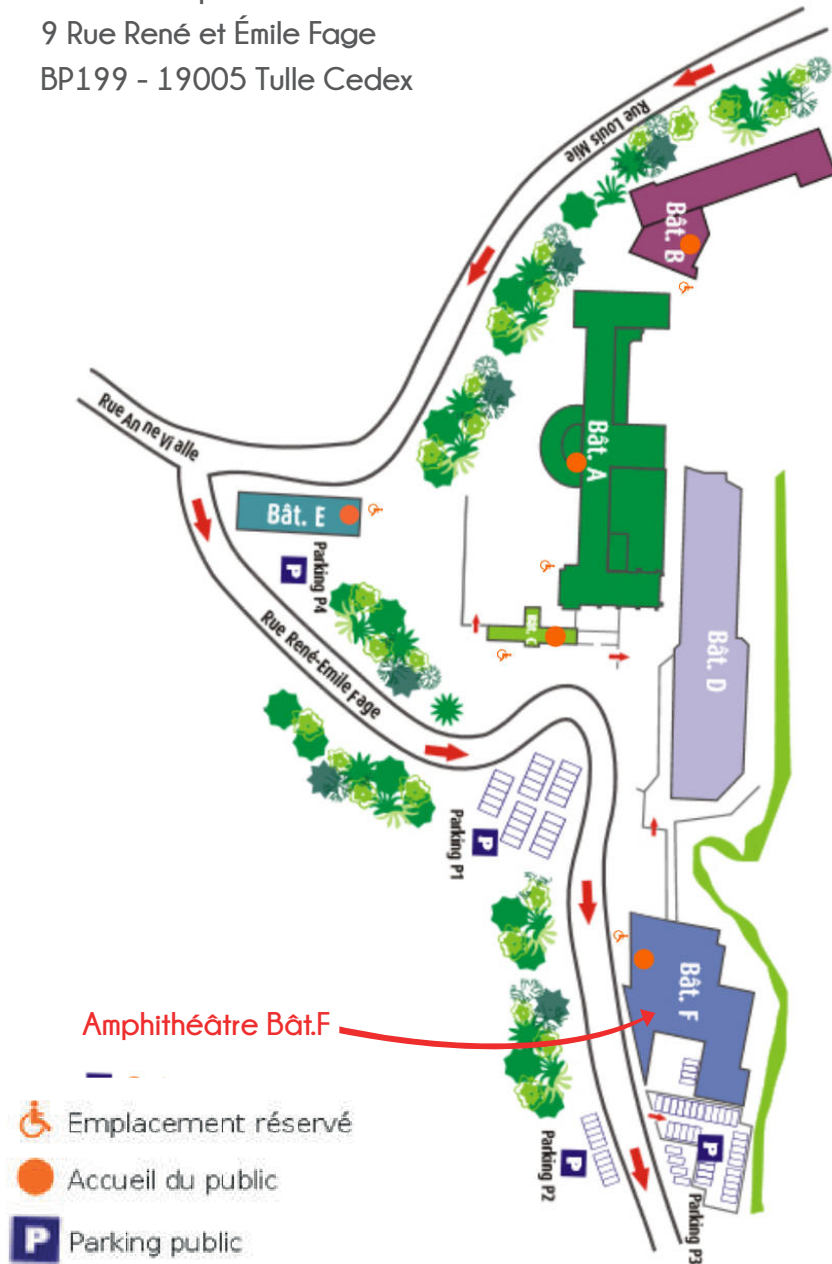 9 Rue René et Émile Fage
BP199 - 19005 Tulle Cedex
Rue Louis Mie
Bât. B
Bât. A
Rue Anne Vialle
Bât. E
Parking P4
P
Bât. C
Bât. D
Rue René-Emile Fage
Parking P1
P
Bât. F
Amphithéâtre Bât.F
Parking P2
P
Parking P3
P
Emplacement réservé
Accueil du public
P Parking public